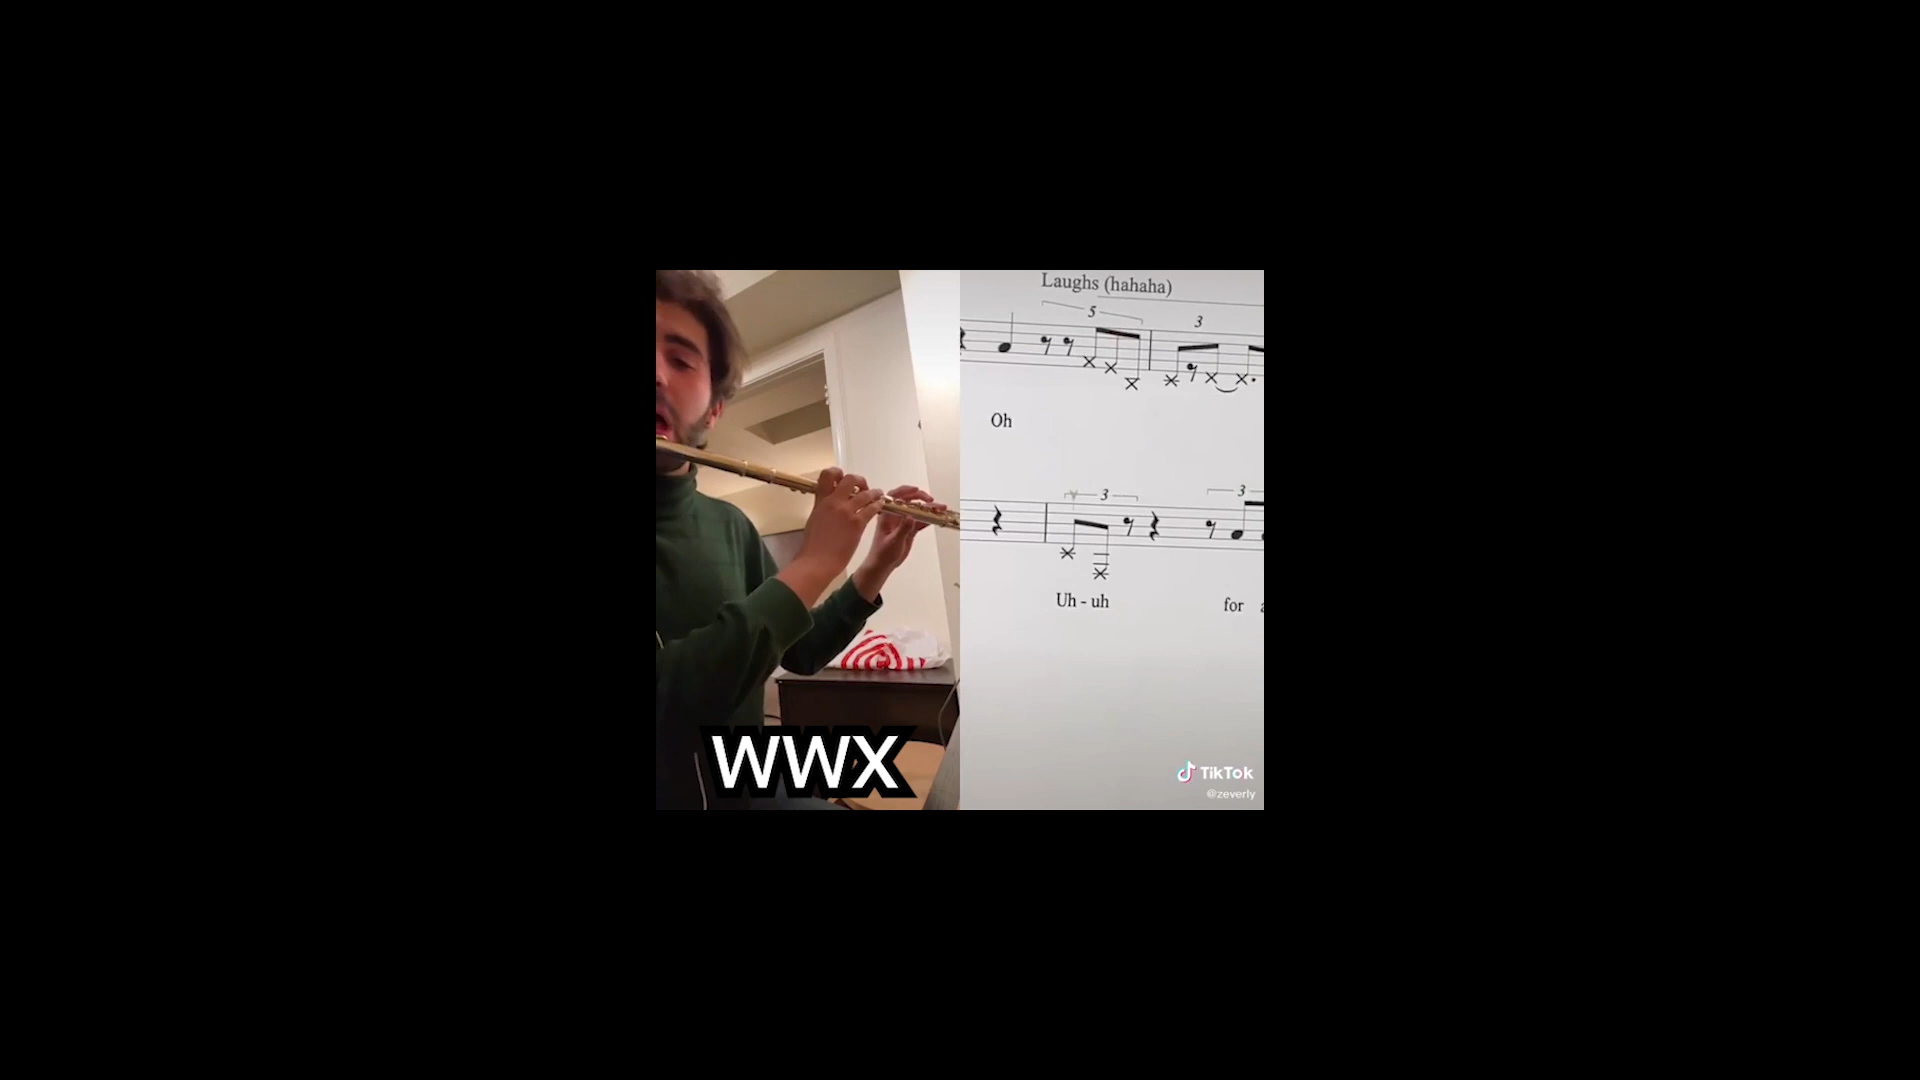 Laughs (hahaha)
5
3
Oh
3
3
Uh - uh
for
WWX
TikTok
@zeverly